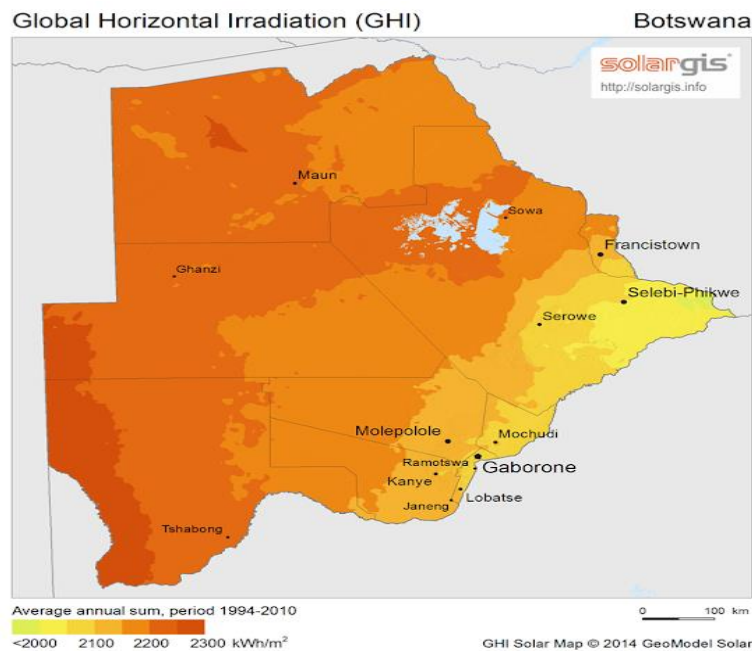 Global Horizontal Irradiation (GHI) Botswana
solargis
http://solargis.info
Maun
Sowa
Francistown
Ghanzi
Selebi-Phikwe
Serowe
Molepolole
Mochudi
Ramotswa
Gaborone
Kanye
Lobatse
Janeng
Tshabong
Average annual sum, period 1994-2010
0 100 km
<2000 2100 2200 2300 kWh/m²
GHI Solar Map © 2014 GeoModel Solar